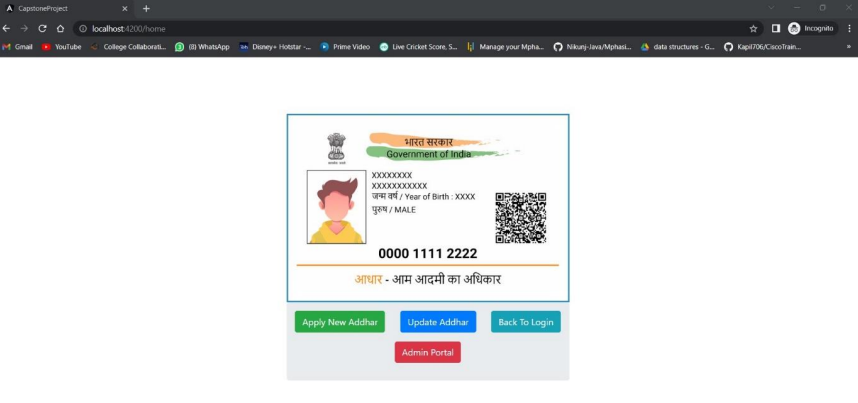 CapstoneProject
localhost:4200/home
Incognito
Gmail YouTube College Collaborati... (8) WhatsApp Disney+ Hotstar -... Prime Video Live Cricket Score, S... Manage your Mpha... Nikunj-Java/Mphasi... data structures - G... Kapil706/CiscoTrain... »
भारत सरकार
Government of India
XXXXXXXX
XXXXXXXXXXX
जन्म वर्ष / Year of Birth : XXXX
पुरुष / MALE
0000 1111 2222
आधार - आम आदमी का अधिकार
Apply New Addhar Update Addhar Back To Login
Admin Portal